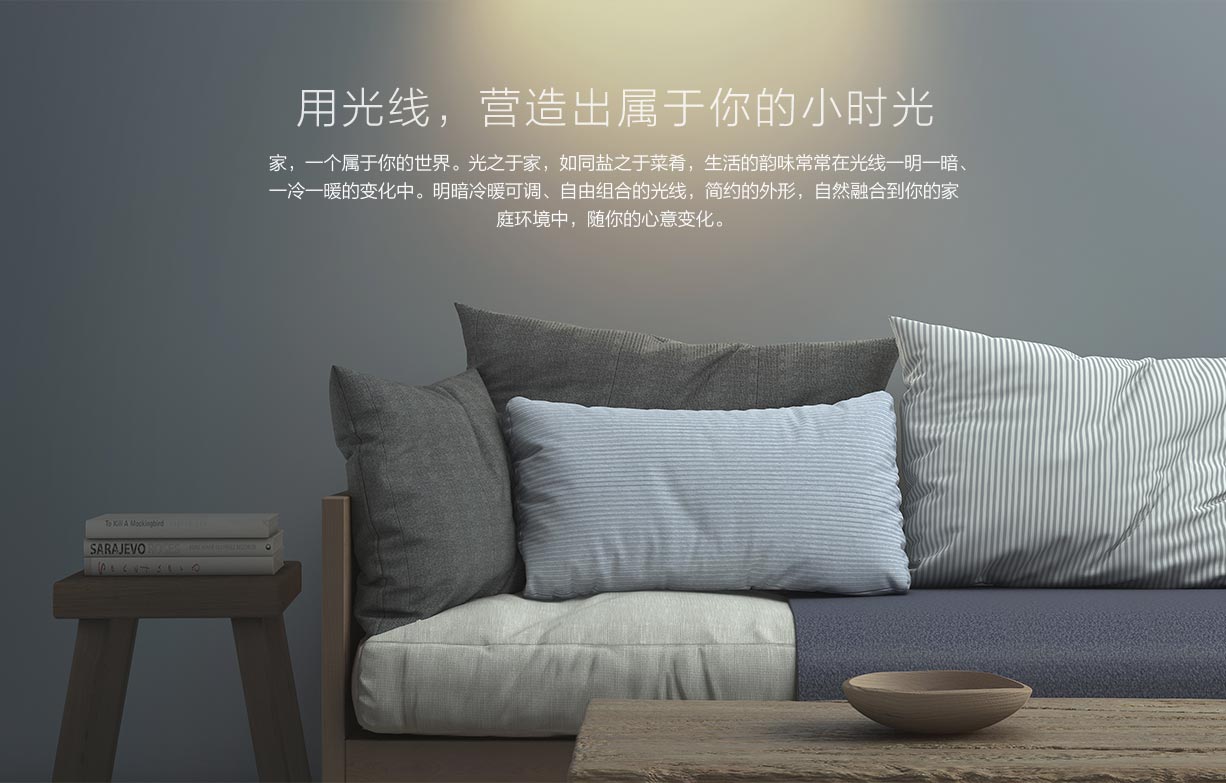 用光线，营造出属于你的小时光
家，一个属于你的世界。光之于家，如同盐之于菜肴，生活的韵味常常在光线一明一暗、
一冷一暖的变化中。明暗冷暖可调、自由组合的光线，简约的外形，自然融合到你的家
庭环境中，随你的心意变化。
To Kill A Mockingbird
SARAJEVO